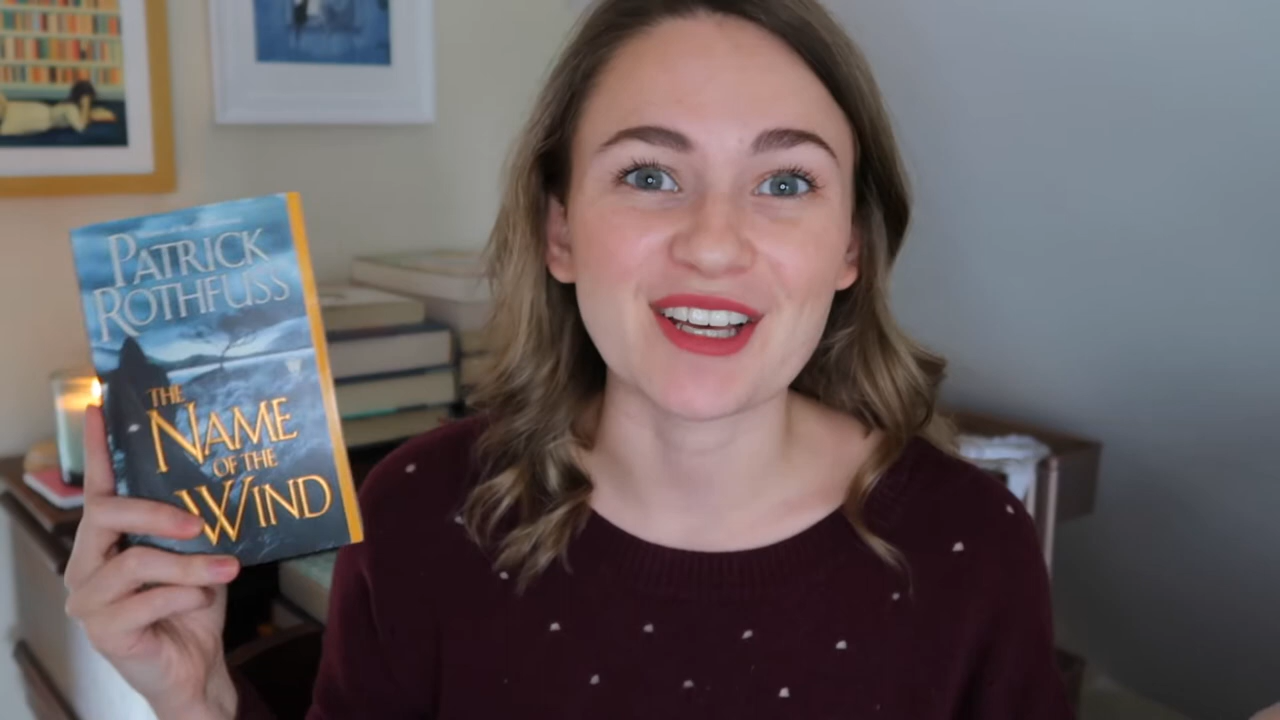 PATRICK
ROTHFUSS
THE
NAME
OF THE
WIND